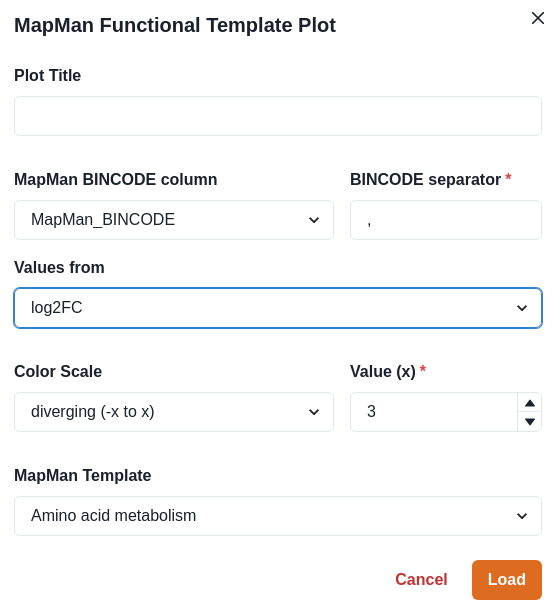 MapMan Functional Template Plot
Plot Title
MapMan BINCODE column
BINCODE separator *
MapMan_BINCODE
,
Values from
log2FC
Color Scale
Value (x) *
diverging (-x to x)
3
MapMan Template
Amino acid metabolism
Cancel
Load